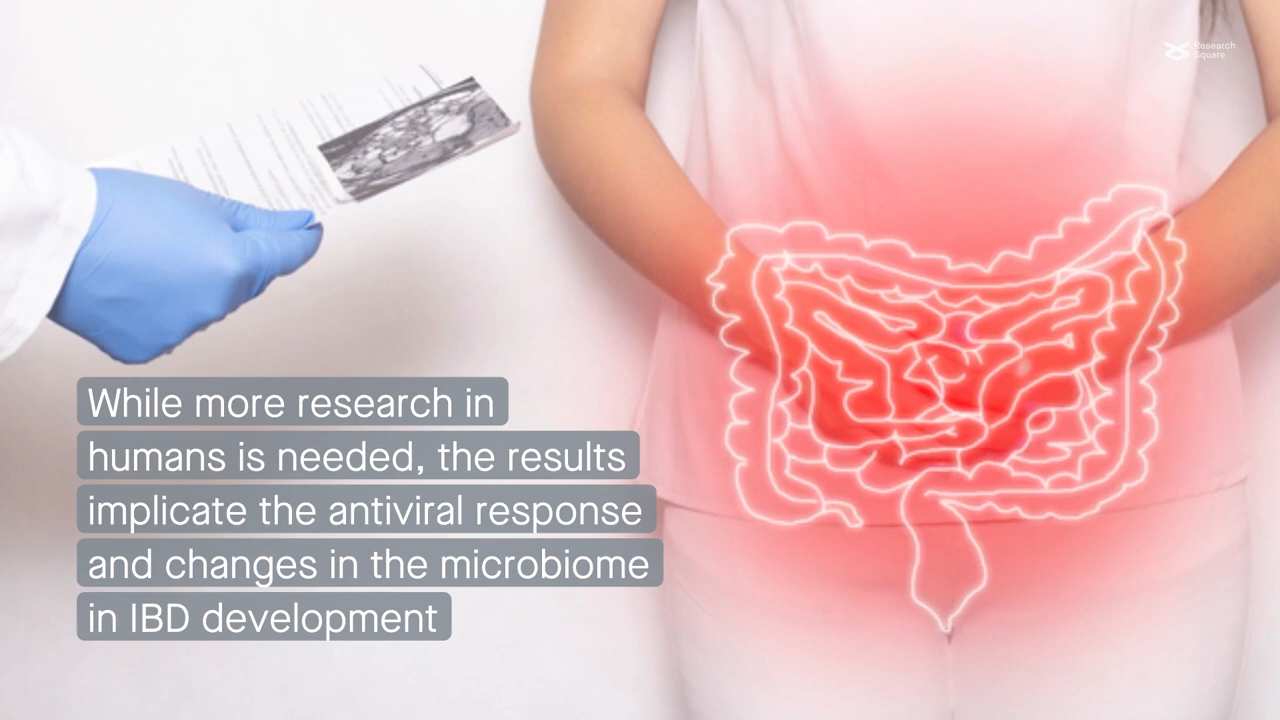 Research
Square
While more research in
humans is needed, the results
implicate the antiviral response
and changes in the microbiome
in IBD development